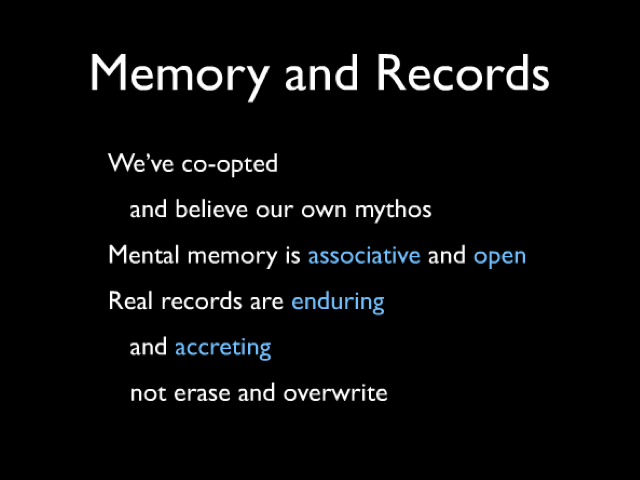 Memory and Records
We've co-opted
and believe our own mythos
Mental memory is associative and open
Real records are enduring
and accreting
not erase and overwrite